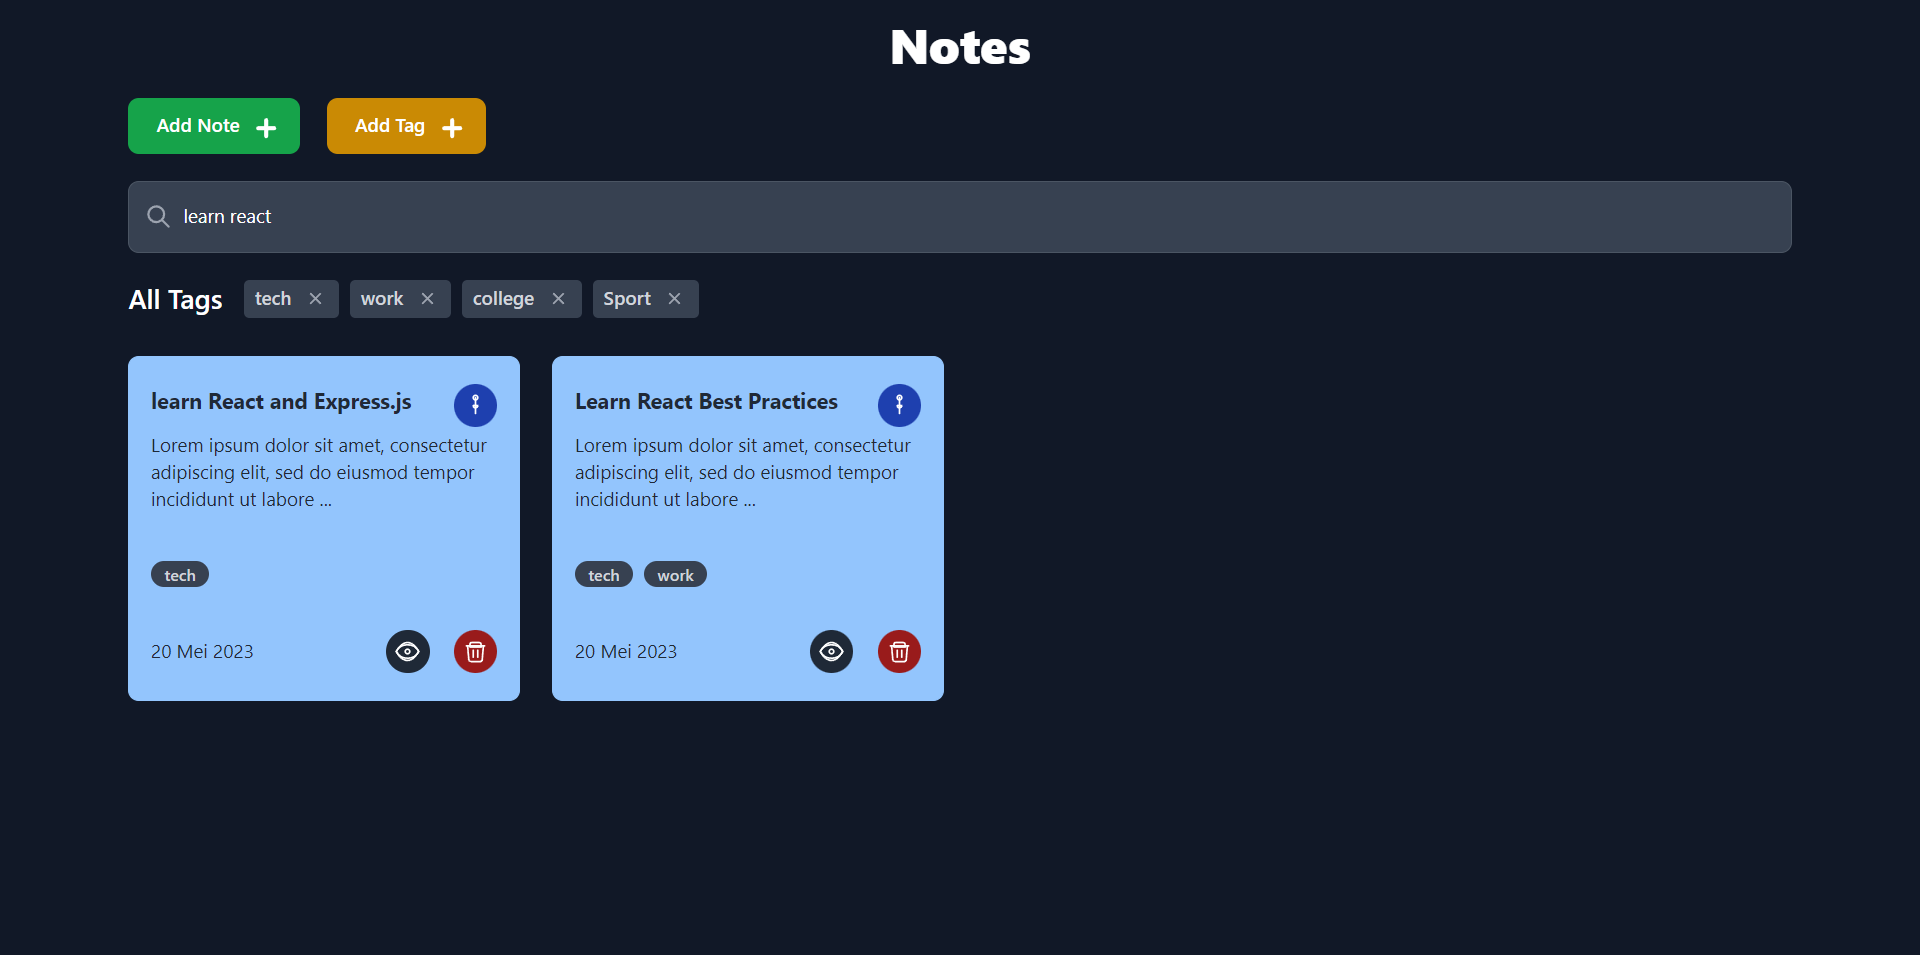 Notes
Add Note
Add Tag
learn react
All Tags tech work college Sport
learn React and Express.js
Lorem ipsum dolor sit amet, consectetur
adipiscing elit, sed do eiusmod tempor
incididunt ut labore ...
tech
20 Mei 2023
Learn React Best Practices
Lorem ipsum dolor sit amet, consectetur
adipiscing elit, sed do eiusmod tempor
incididunt ut labore ...
tech work
20 Mei 2023